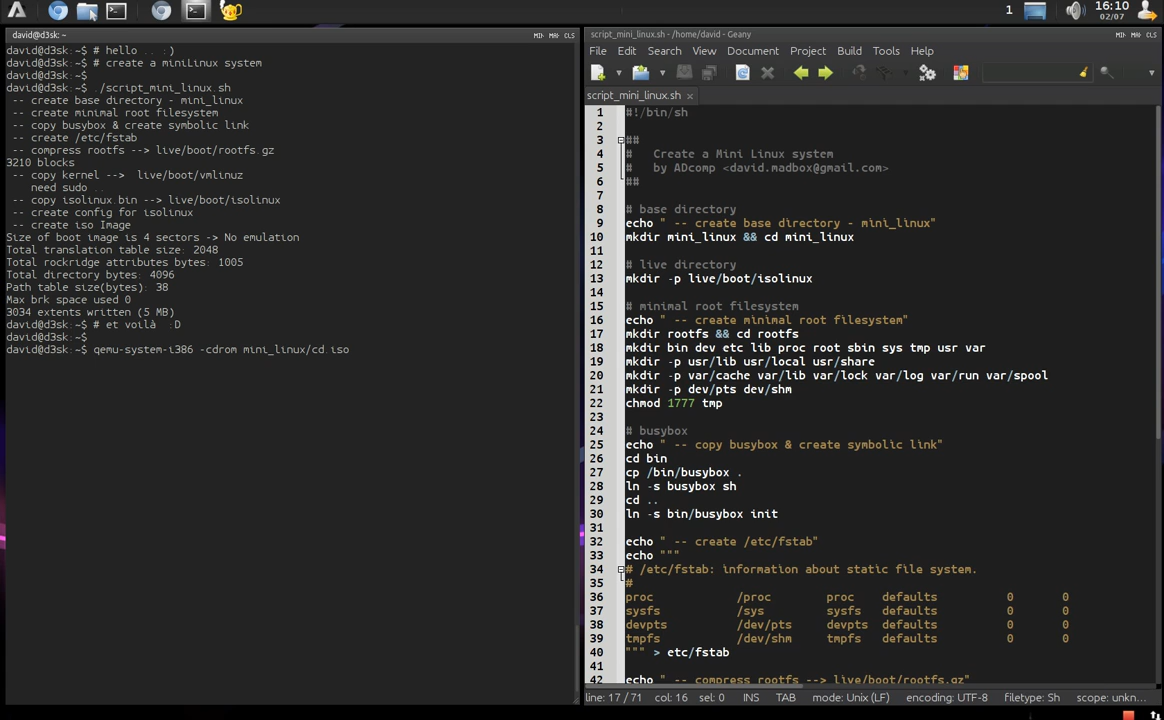 1
16:10
02/07
david@d3sk: ~
MIN MAX CLS
david@d3sk:~$ # hello .. :)
david@d3sk:~$ # create a miniLinux system
david@d3sk:~$
david@d3sk:~$ ./script_mini_linux.sh
-- create base directory - mini_linux
-- create minimal root filesystem
-- copy busybox & create symbolic link
-- create /etc/fstab
-- compress rootfs --> live/boot/rootfs.gz
3210 blocks
-- copy kernel -->  live/boot/vmlinuz
need sudo ..
-- copy isolinux.bin --> live/boot/isolinux
-- create config for isolinux
-- create iso Image
Size of boot image is 4 sectors -> No emulation
Total translation table size: 2048
Total rockridge attributes bytes: 1005
Total directory bytes: 4096
Path table size(bytes): 38
Max brk space used 0
3034 extents written (5 MB)
david@d3sk:~$ # et voilà  :D
david@d3sk:~$
david@d3sk:~$ qemu-system-i386 -cdrom mini_linux/cd.iso
script_mini_linux.sh - /home/david - Geany
MIN MAX CLS
File Edit Search View Document Project Build Tools Help
script_mini_linux.sh
1 #!/bin/sh
2
3 ##
4 #   Create a Mini Linux system
5 #   by ADcomp <david.madbox@gmail.com>
6 ##
7
8 # base directory
9 echo " -- create base directory - mini_linux"
10 mkdir mini_linux && cd mini_linux
11
12 # live directory
13 mkdir -p live/boot/isolinux
14
15 # minimal root filesystem
16 echo " -- create minimal root filesystem"
17 mkdir rootfs && cd rootfs
18 mkdir bin dev etc lib proc root sbin sys tmp usr var
19 mkdir -p usr/lib usr/local usr/share
20 mkdir -p var/cache var/lib var/lock var/log var/run var/spool
21 mkdir -p dev/pts dev/shm
22 chmod 1777 tmp
23
24 # busybox
25 echo " -- copy busybox & create symbolic link"
26 cd bin
27 cp /bin/busybox .
28 ln -s busybox sh
29 cd ..
30 ln -s bin/busybox init
31
32 echo " -- create /etc/fstab"
33 echo """
34 # /etc/fstab: information about static file system.
35 #
36 proc /proc proc defaults 0 0
37 sysfs /sys sysfs defaults 0 0
38 devpts /dev/pts devpts defaults 0 0
39 tmpfs /dev/shm tmpfs defaults 0 0
40 """ > etc/fstab
41
42 echo " -- compress rootfs --> live/boot/rootfs.gz"
line: 17 / 71 col: 16 sel: 0 INS TAB mode: Unix (LF) encoding: UTF-8 filetype: Sh scope: unkn...